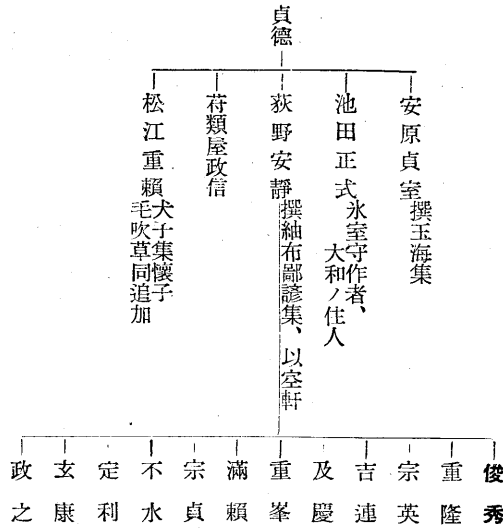 貞德
安原貞室
撰玉海集
池田正式
氷室守作者、
大和ノ住人
荻野安靜
撰紬布鄙諺集、以空軒
苻類屋政信
松江重賴
犬子集懷子
毛吹草同追加
俊秀
重隆
宗英
吉連
及慶
重峯
滿賴
宗貞
不水
定利
玄康
政之